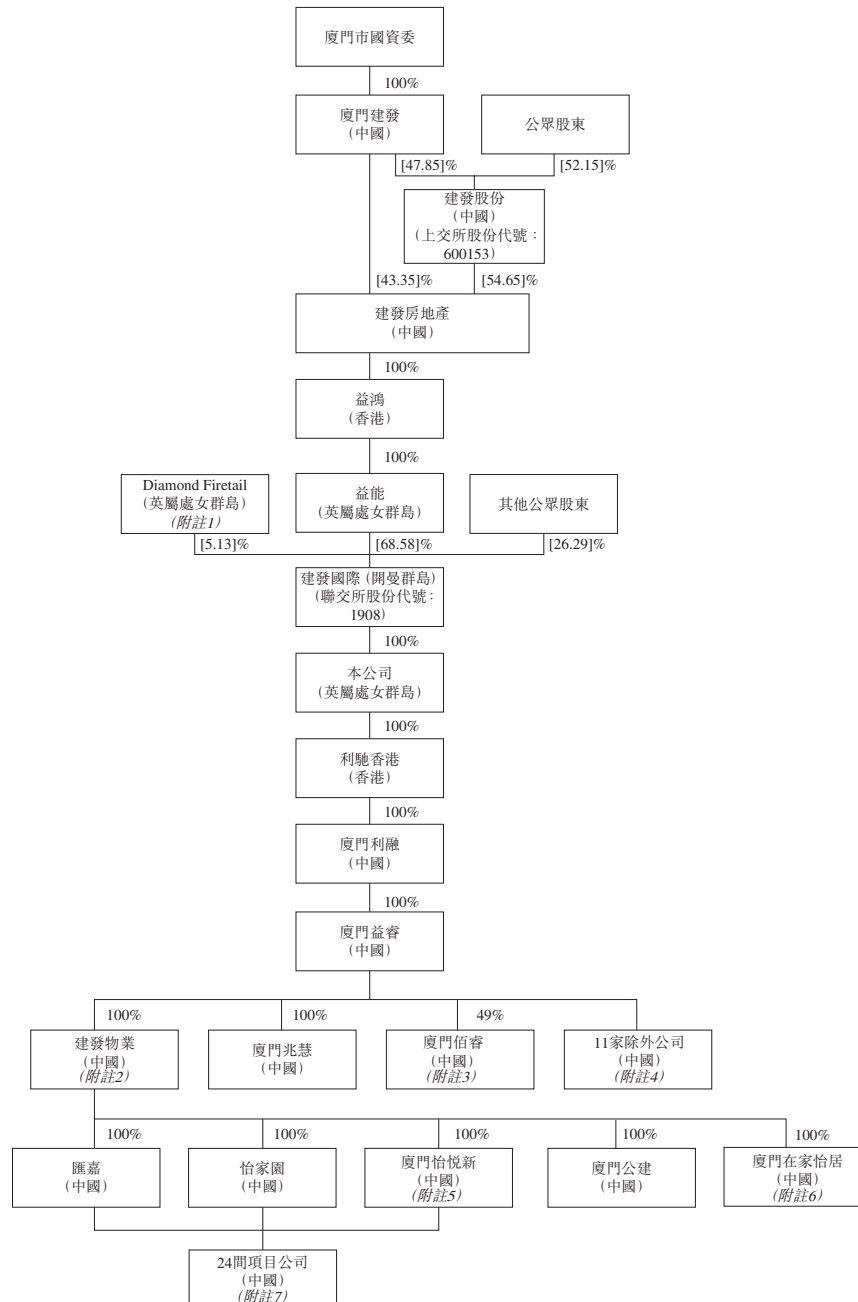 廈門市國資委
100%
廈門建發
(中國)
公眾股東
[47.85]%
[52.15]%
建發股份
(中國)
(上交所股份代號：
600153)
[43.35]%
[54.65]%
建發房地產
(中國)
100%
益鴻
(香港)
100%
Diamond Firetail
(英屬處女群島)
(附註1)
益能
(英屬處女群島)
其他公眾股東
[5.13]%
[68.58]%
[26.29]%
建發國際 (開曼群島)
(聯交所股份代號：
1908)
100%
本公司
(英屬處女群島)
100%
利馳香港
(香港)
100%
廈門利融
(中國)
100%
廈門益睿
(中國)
100%
100%
49%
建發物業
(中國)
(附註2)
廈門兆慧
(中國)
廈門佰睿
(中國)
(附註3)
11家除外公司
(中國)
(附註4)
100%
100%
100%
100%
100%
匯嘉
(中國)
怡家園
(中國)
廈門怡悅新
(中國)
(附註5)
廈門公建
(中國)
廈門在家怡居
(中國)
(附註6)
24間項目公司
(中國)
(附註7)